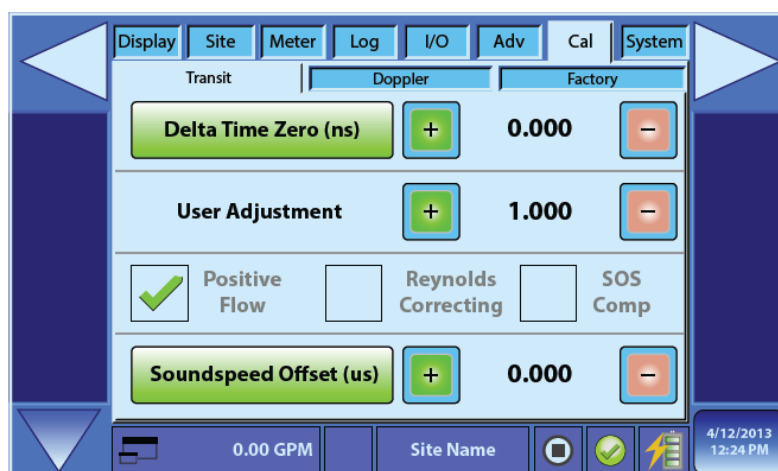 Display Site Meter Log I/O Adv Cal System
Transit Doppler Factory
Delta Time Zero (ns) + 0.000 −
User Adjustment + 1.000 −
Positive Reynolds SOS
Flow Correcting Comp
Soundspeed Offset (us) + 0.000 −
0.00 GPM Site Name 4/12/2013
12:24 PM